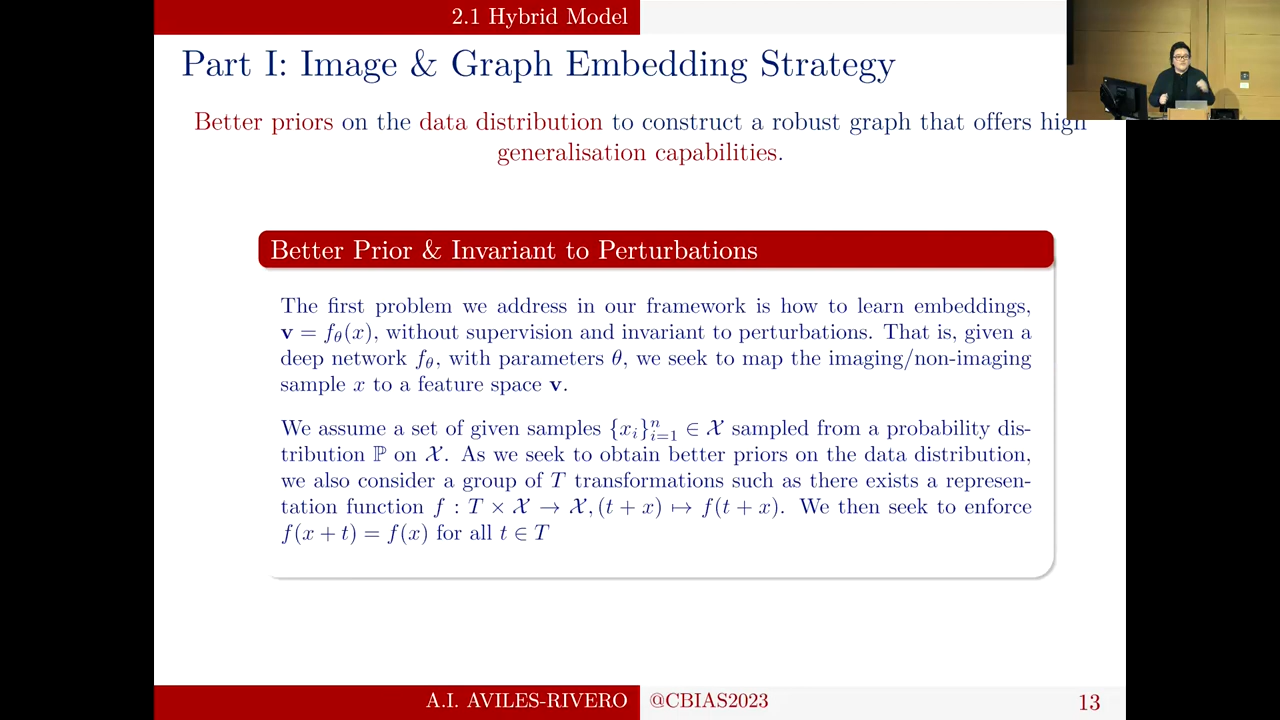 2.1 Hybrid Model
Part I: Image & Graph Embedding Strategy
Better priors on the data distribution to construct a robust graph that offers high
generalisation capabilities.
Better Prior & Invariant to Perturbations
The first problem we address in our framework is how to learn embeddings,
v = f_θ(x), without supervision and invariant to perturbations. That is, given a
deep network f_θ, with parameters θ, we seek to map the imaging/non-imaging
sample x to a feature space v.
We assume a set of given samples {x_i}_{i=1}^n ∈ 𝒳 sampled from a probability dis-
tribution ℙ on 𝒳. As we seek to obtain better priors on the data distribution,
we also consider a group of T transformations such as there exists a represen-
tation function f : T × 𝒳 → 𝒳, (t + x) ↦ f(t + x). We then seek to enforce
f(x + t) = f(x) for all t ∈ T
A.I. AVILES-RIVERO @CBIAS2023 13